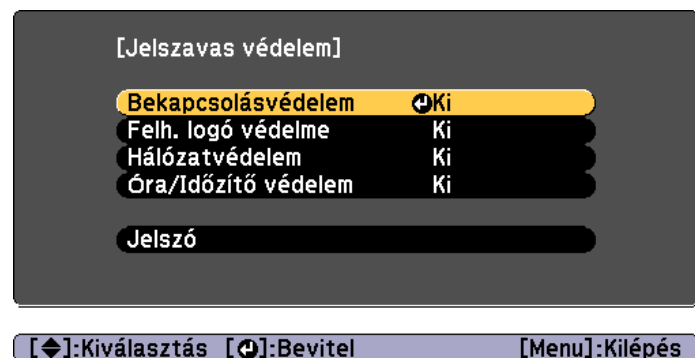 [Jelszavas védelem]
Bekapcsolásvédelem Ki
Felh. logó védelme Ki
Hálózatvédelem Ki
Óra/Időzítő védelem Ki
Jelszó
[◆]:Kiválasztás [⏎]:Bevitel [Menu]:Kilépés